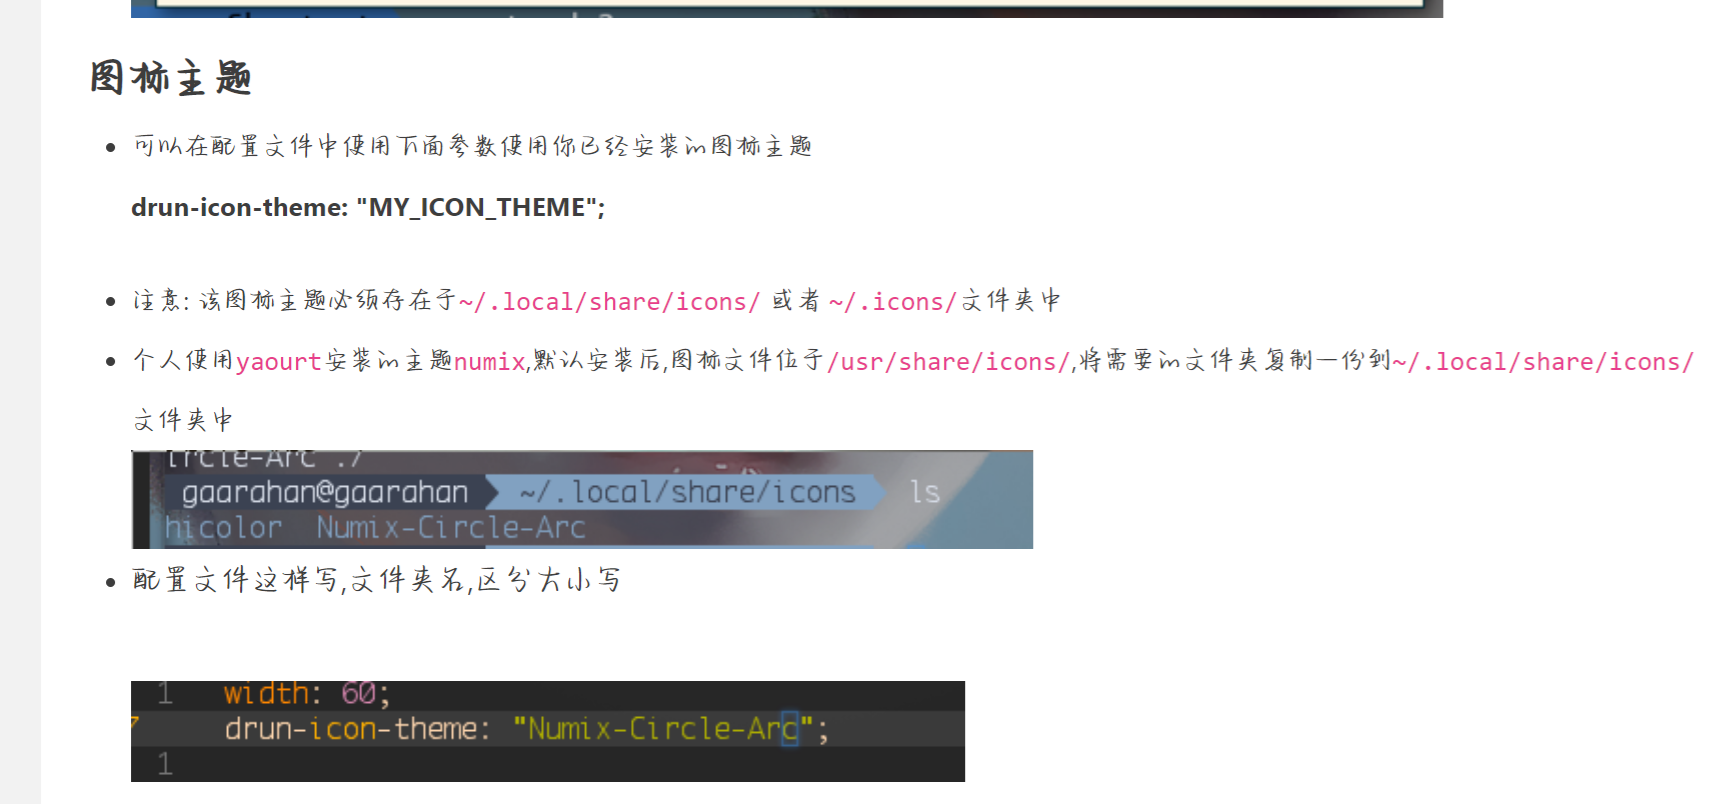 图标主题
可以在配置文件中使用下面参数使用你已经安装的图标主题
drun-icon-theme: "MY_ICON_THEME";
注意: 该图标主题必须存在于~/.local/share/icons/ 或者 ~/.icons/文件夹中
个人使用yaourt安装的主题numix,默认安装后,图标文件位于/usr/share/icons/,将需要的文件夹复制一份到~/.local/share/icons/
文件夹中
ircle-Arc ./
gaarahan@gaarahan ~/.local/share/icons ls
hicolor Numix-Circle-Arc
配置文件这样写,文件夹名,区分大小写
1 width: 60;
7 drun-icon-theme: "Numix-Circle-Arc";
1